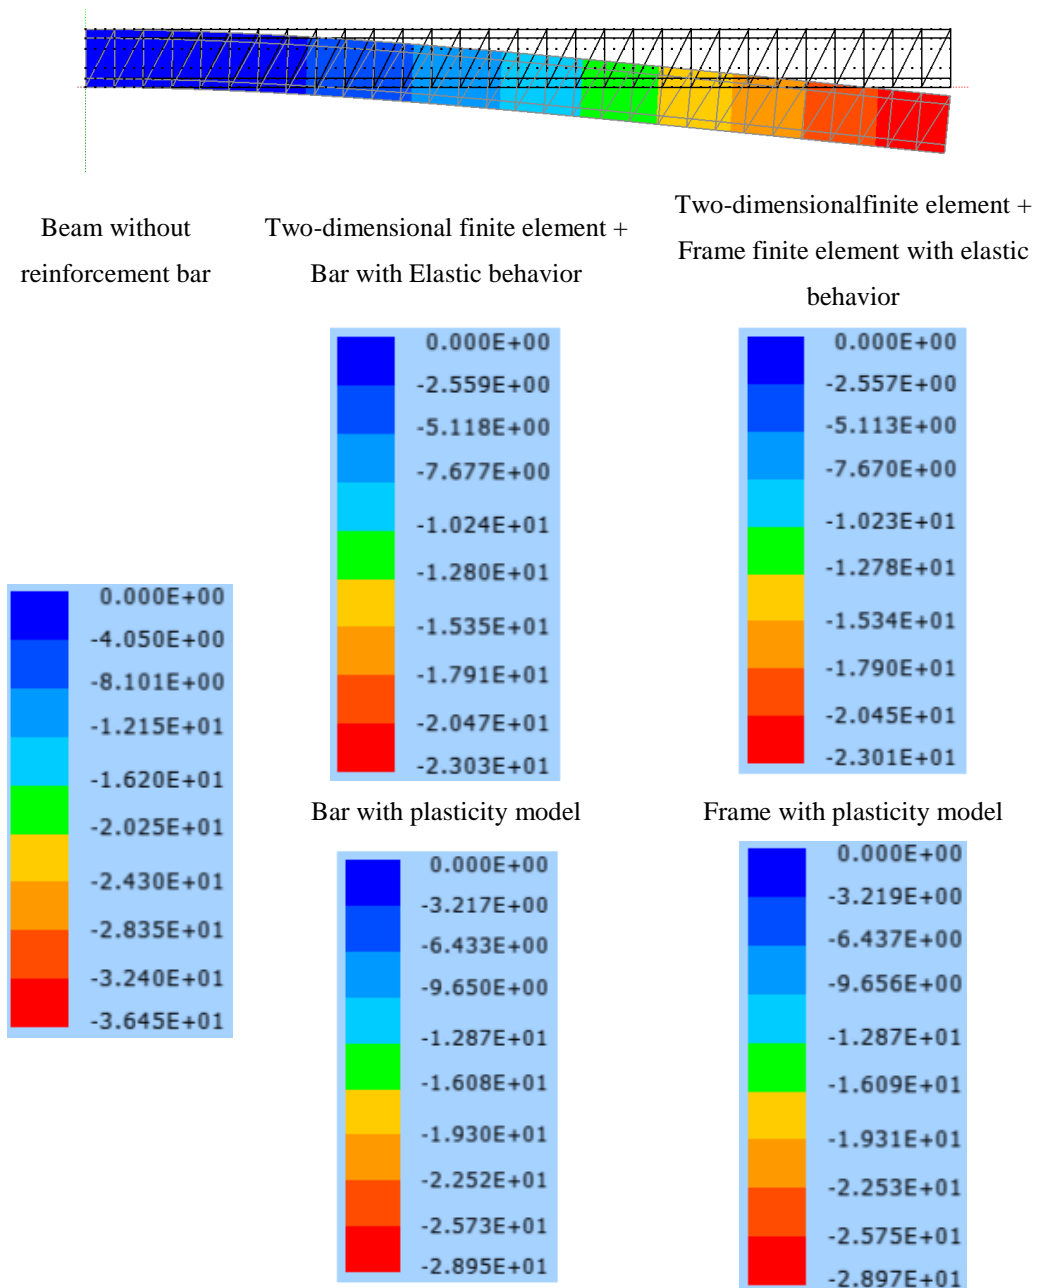 Beam without
reinforcement bar
Two-dimensional finite element +
Bar with Elastic behavior
Two-dimensionalfinite element +
Frame finite element with elastic
behavior
0.000E+00
-2.559E+00
-5.118E+00
-7.677E+00
-1.024E+01
-1.280E+01
-1.535E+01
-1.791E+01
-2.047E+01
-2.303E+01
0.000E+00
-2.557E+00
-5.113E+00
-7.670E+00
-1.023E+01
-1.278E+01
-1.534E+01
-1.790E+01
-2.045E+01
-2.301E+01
0.000E+00
-4.050E+00
-8.101E+00
-1.215E+01
-1.620E+01
-2.025E+01
-2.430E+01
-2.835E+01
-3.240E+01
-3.645E+01
Bar with plasticity model
Frame with plasticity model
0.000E+00
-3.217E+00
-6.433E+00
-9.650E+00
-1.287E+01
-1.608E+01
-1.930E+01
-2.252E+01
-2.573E+01
-2.895E+01
0.000E+00
-3.219E+00
-6.437E+00
-9.656E+00
-1.287E+01
-1.609E+01
-1.931E+01
-2.253E+01
-2.575E+01
-2.897E+01